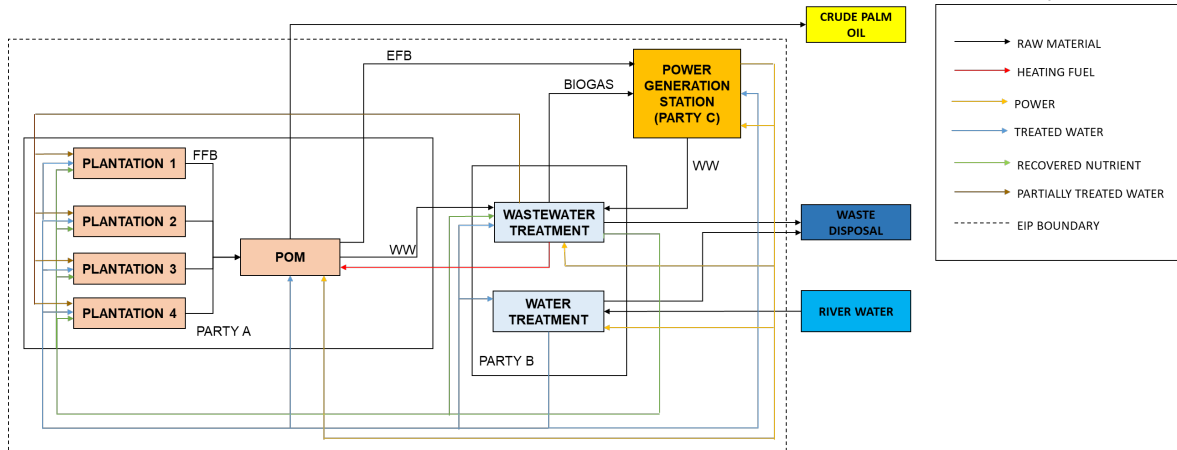 CRUDE PALM
OIL
EFB
POWER
GENERATION
STATION
(PARTY C)
BIOGAS
PLANTATION 1
FFB
WW
PLANTATION 2
WASTEWATER
TREATMENT
WASTE
DISPOSAL
POM
WW
PLANTATION 3
PLANTATION 4
WATER
TREATMENT
RIVER WATER
PARTY A
PARTY B
RAW MATERIAL
HEATING FUEL
POWER
TREATED WATER
RECOVERED NUTRIENT
PARTIALLY TREATED WATER
EIP BOUNDARY